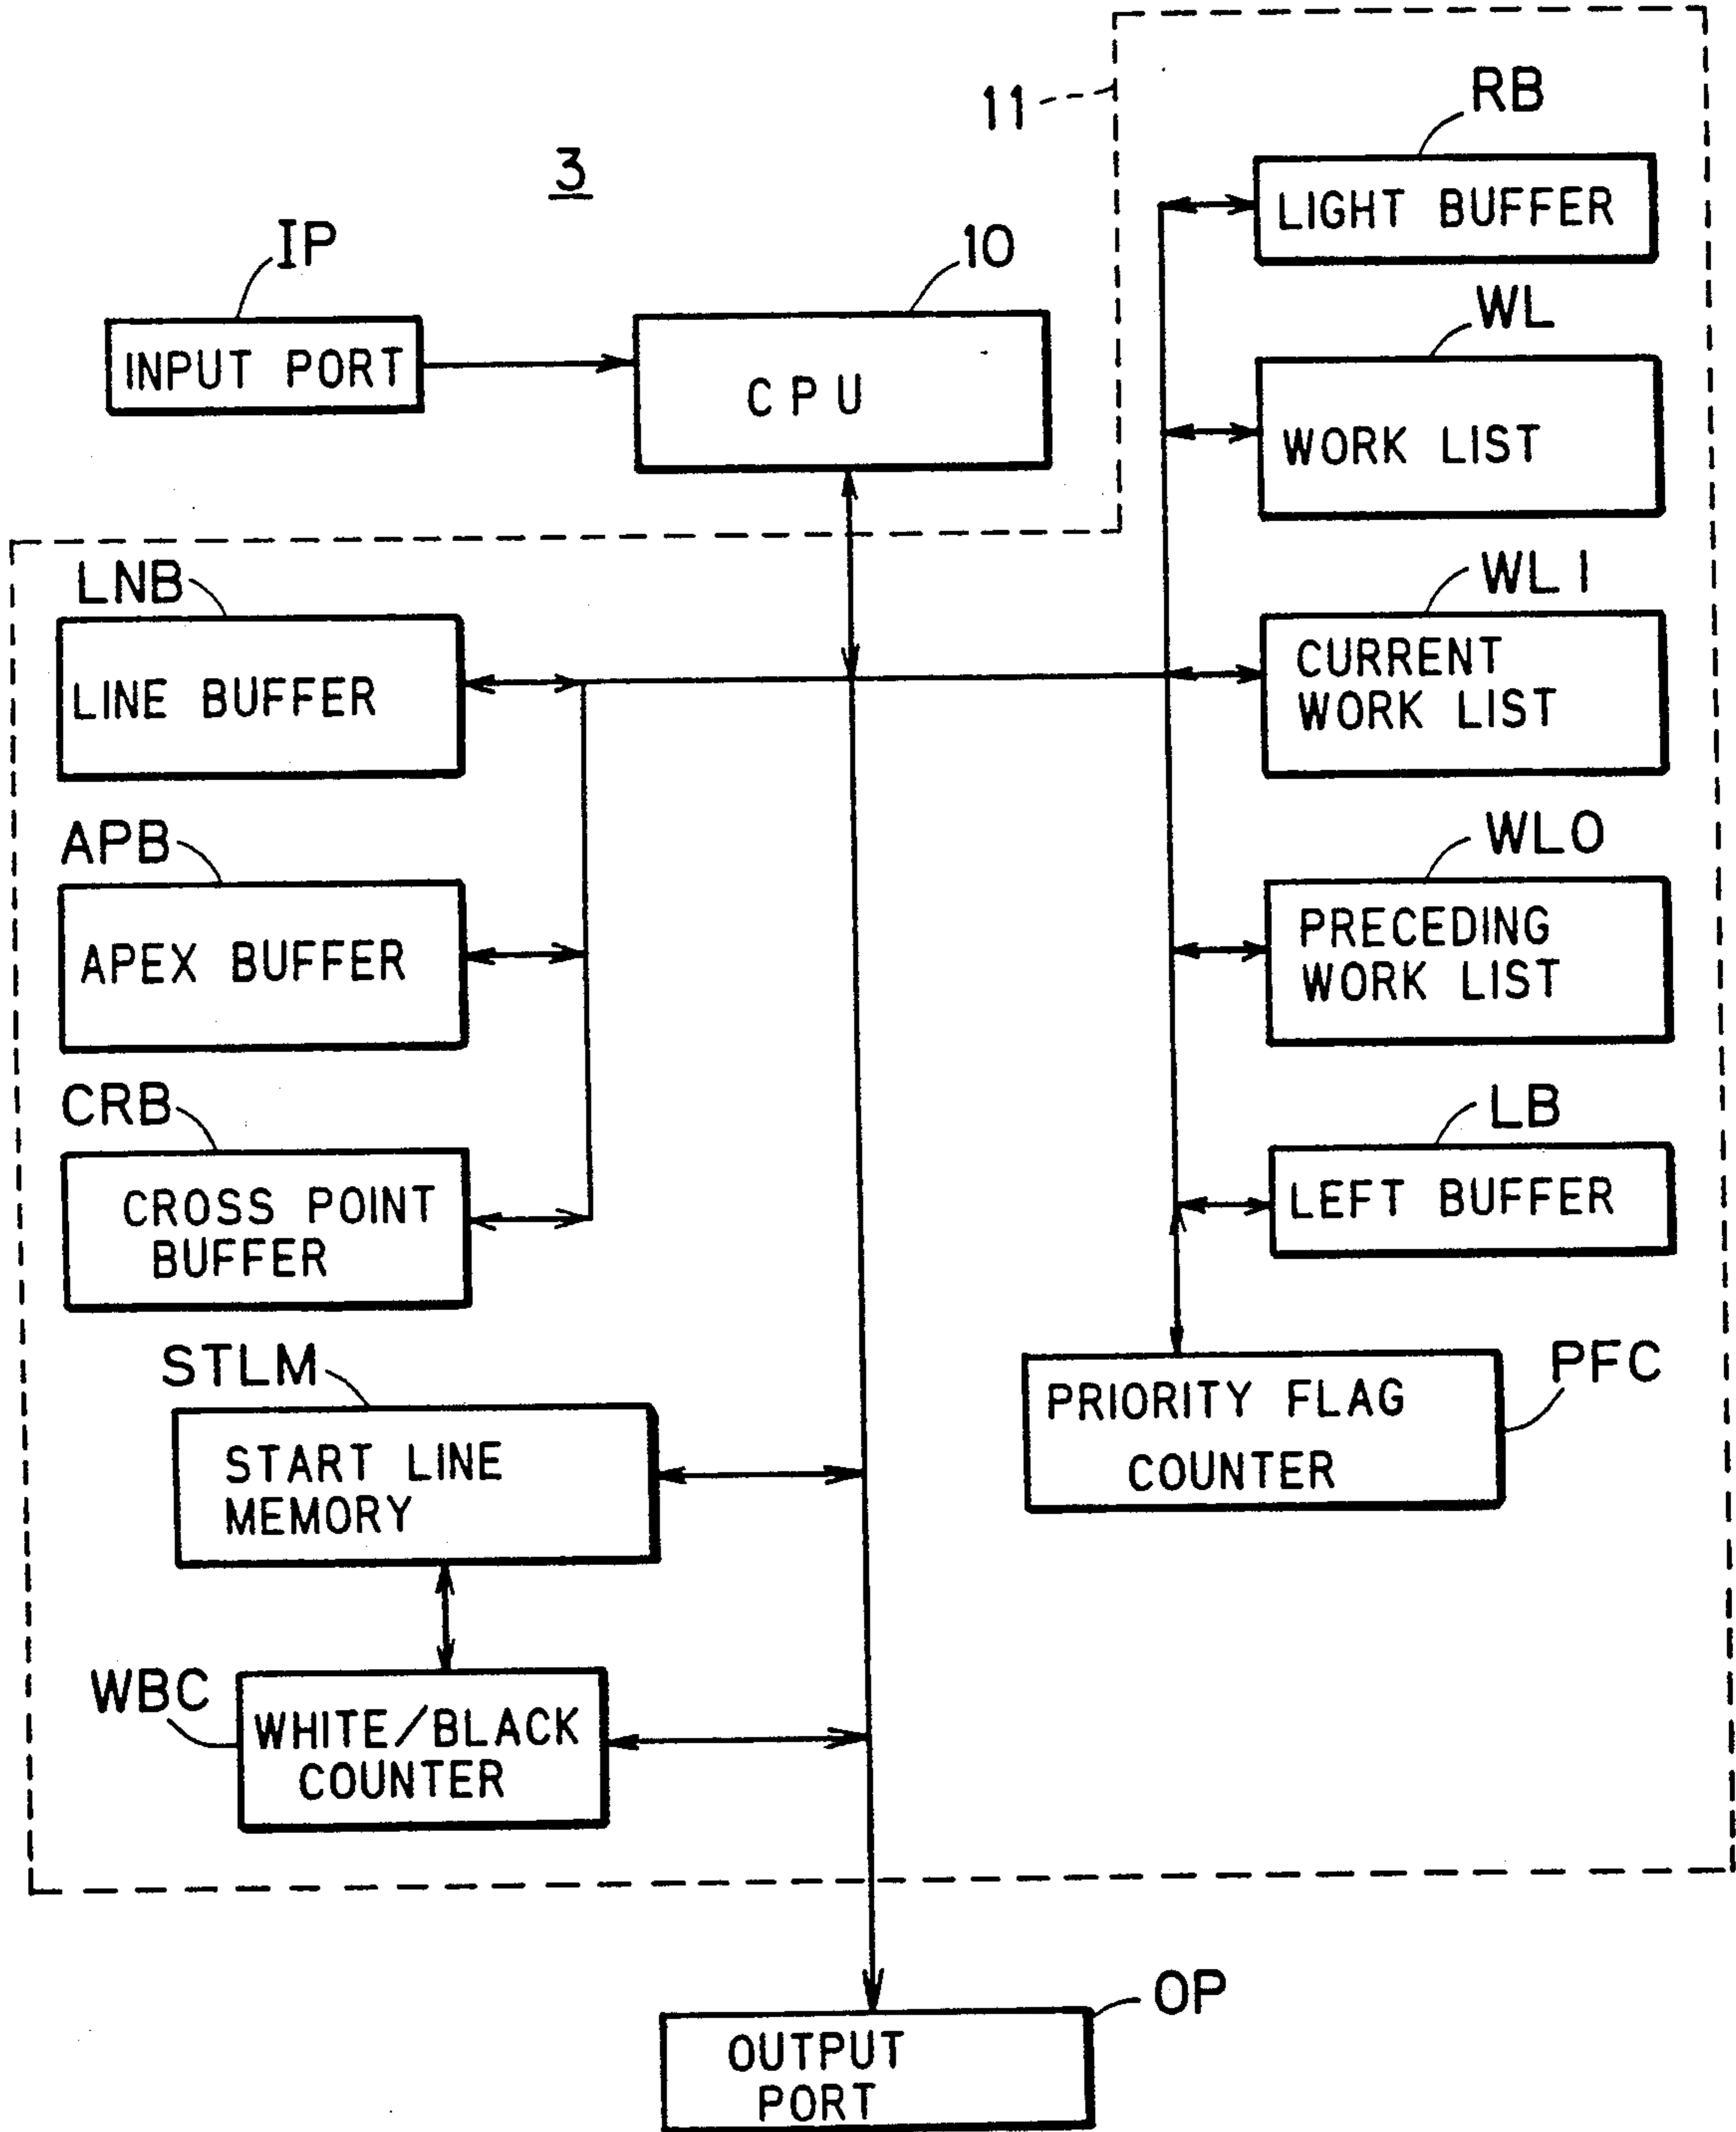 11
RB
LIGHT BUFFER
3
IP
INPUT PORT
10
CPU
WL
WORK LIST
LNB
LINE BUFFER
WL1
CURRENT
WORK LIST
APB
APEX BUFFER
WL0
PRECEDING
WORK LIST
CRB
CROSS POINT
BUFFER
LB
LEFT BUFFER
STLM
START LINE
MEMORY
PFC
PRIORITY FLAG
COUNTER
WBC
WHITE/BLACK
COUNTER
OP
OUTPUT
PORT